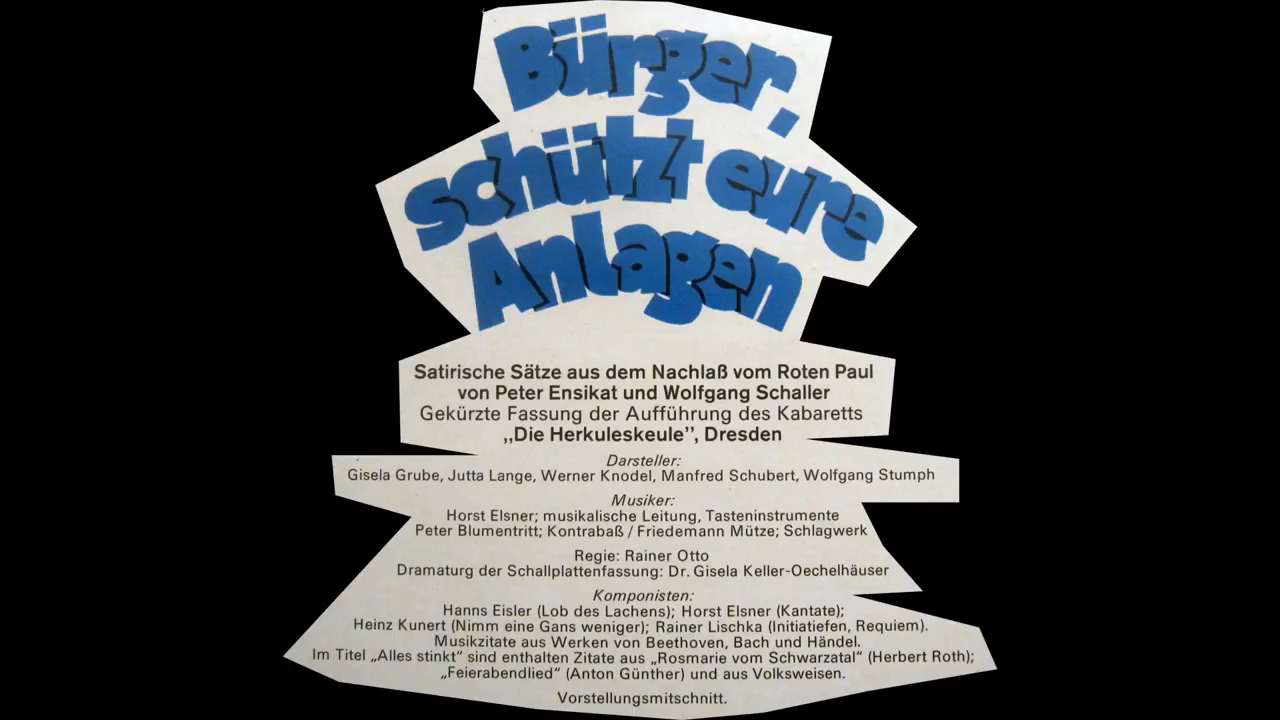 Bürger,
schützt eure
Anlagen
Satirische Sätze aus dem Nachlaß vom Roten Paul
von Peter Ensikat und Wolfgang Schaller
Gekürzte Fassung der Aufführung des Kabaretts
,,Die Herkuleskeule’’, Dresden
Darsteller:
Gisela Grube, Jutta Lange, Werner Knodel, Manfred Schubert, Wolfgang Stumph
Musiker:
Horst Elsner; musikalische Leitung, Tasteninstrumente
Peter Blumentritt; Kontrabaß / Friedemann Mütze; Schlagwerk
Regie: Rainer Otto
Dramaturg der Schallplattenfassung: Dr. Gisela Keller-Oechelhäuser
Komponisten:
Hanns Eisler (Lob des Lachens); Horst Elsner (Kantate);
Heinz Kunert (Nimm eine Gans weniger); Rainer Lischka (Initiatiefen, Requiem).
Musikzitate aus Werken von Beethoven, Bach und Händel.
Im Titel „Alles stinkt“ sind enthalten Zitate aus „Rosmarie vom Schwarzatal“ (Herbert Roth);
„Feierabendlied“ (Anton Günther) und aus Volksweisen.
Vorstellungsmitschnitt.